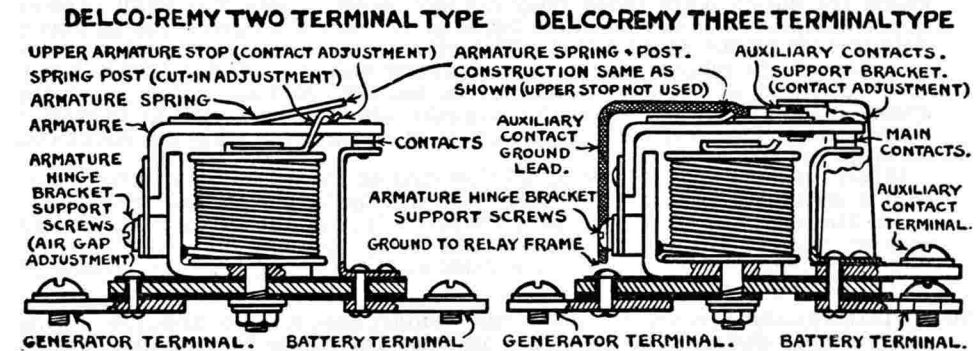 DELCO-REMY TWO TERMINAL TYPE
UPPER ARMATURE STOP (CONTACT ADJUSTMENT)
SPRING POST (CUT-IN ADJUSTMENT)
ARMATURE SPRING
ARMATURE
ARMATURE
HINGE
BRACKET
SUPPORT
SCREWS
(AIR GAP
ADJUSTMENT)
CONTACTS
GENERATOR TERMINAL.
BATTERY TERMINAL.
DELCO-REMY THREE TERMINAL TYPE
ARMATURE SPRING + POST.
CONSTRUCTION SAME AS
SHOWN (UPPER STOP NOT USED)
AUXILIARY CONTACTS.
SUPPORT BRACKET.
(CONTACT ADJUSTMENT)
AUXILIARY
CONTACT
GROUND
LEAD.
MAIN
CONTACTS.
ARMATURE HINGE BRACKET
SUPPORT SCREWS
GROUND TO RELAY FRAME
AUXILIARY
CONTACT
TERMINAL.
GENERATOR TERMINAL.
BATTERY TERMINAL.